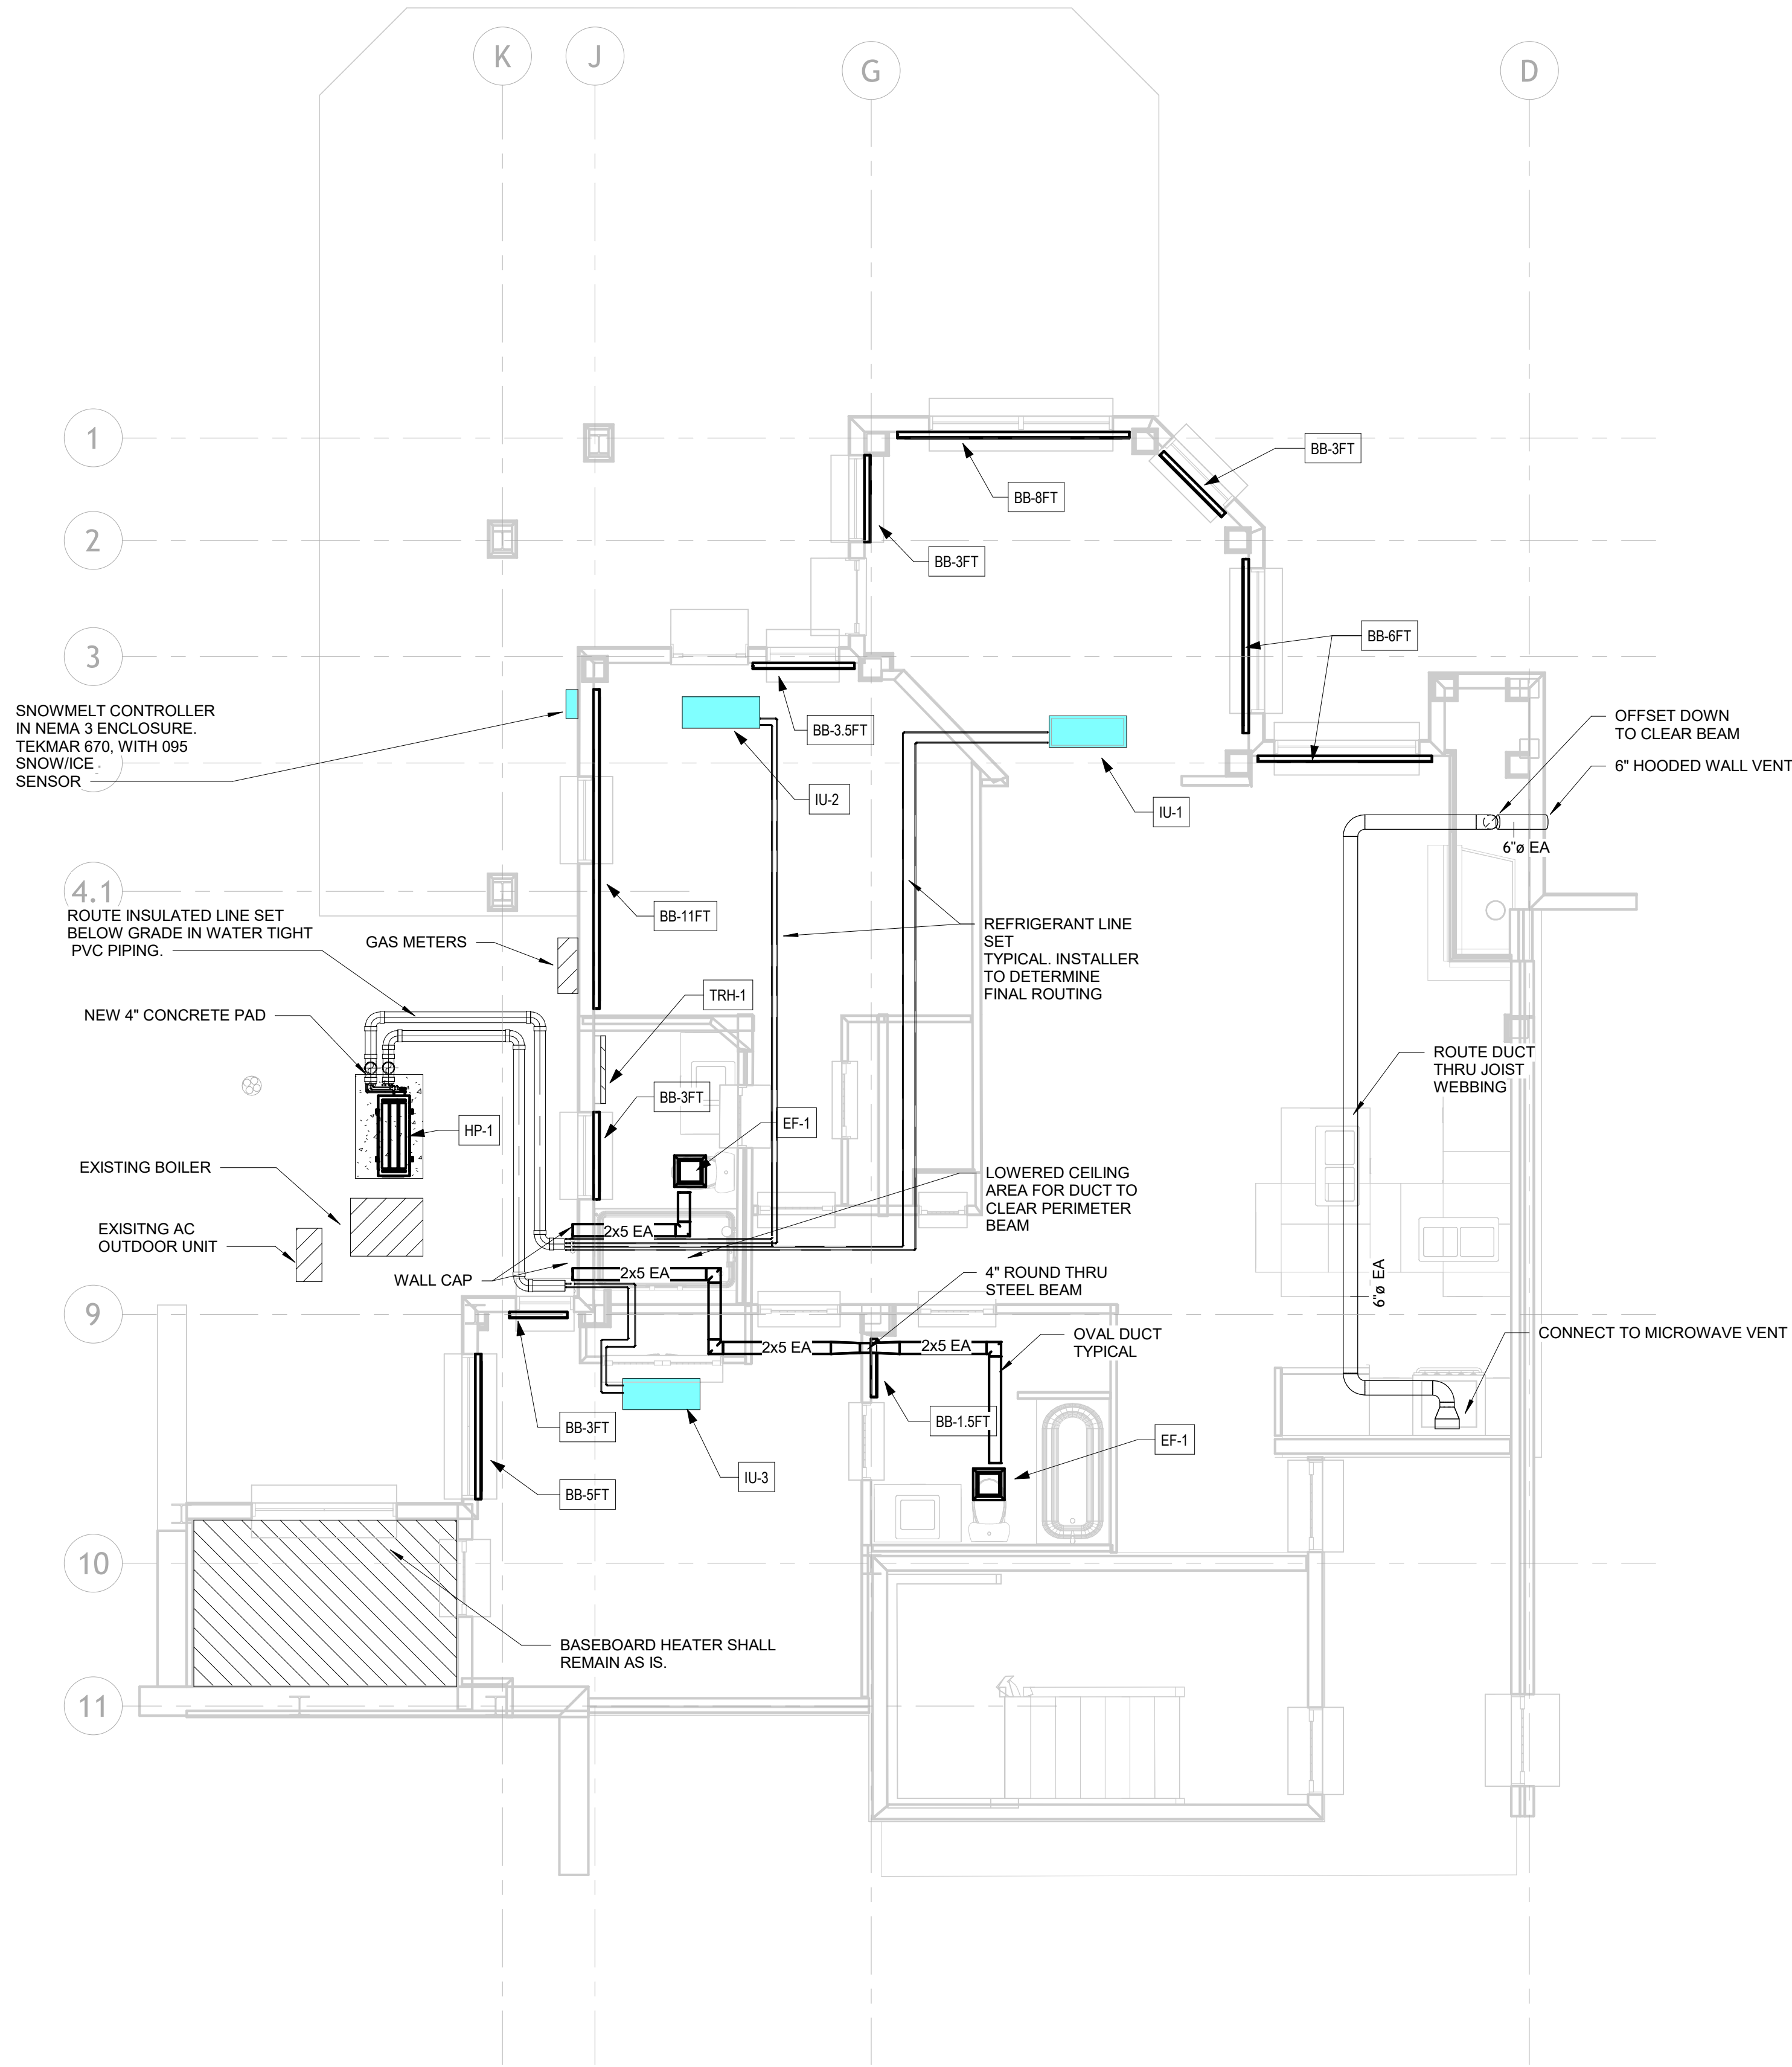 K
J
G
D
1
BB-3FT
BB-8FT
2
BB-3FT
3
BB-6FT
SNOWMELT CONTROLLER
IN NEMA 3 ENCLOSURE.
TEKMAR 670, WITH 095
SNOW/ICE
SENSOR
BB-3.5FT
OFFSET DOWN
TO CLEAR BEAM
6" HOODED WALL VENT
IU-2
IU-1
6"ø EA
4.1
ROUTE INSULATED LINE SET
BELOW GRADE IN WATER TIGHT
PVC PIPING.
GAS METERS
BB-11FT
REFRIGERANT LINE
SET
TYPICAL. INSTALLER
TO DETERMINE
FINAL ROUTING
TRH-1
NEW 4" CONCRETE PAD
ROUTE DUCT
THRU JOIST
WEBBING
BB-3FT
HP-1
EF-1
EXISTING BOILER
LOWERED CEILING
AREA FOR DUCT TO
CLEAR PERIMETER
BEAM
EXISITNG AC
OUTDOOR UNIT
2x5 EA
WALL CAP
2x5 EA
4" ROUND THRU
STEEL BEAM
6"ø EA
9
OVAL DUCT
TYPICAL
CONNECT TO MICROWAVE VENT
2x5 EA
2x5 EA
BB-3FT
BB-1.5FT
EF-1
IU-3
BB-5FT
10
BASEBOARD HEATER SHALL
REMAIN AS IS.
11